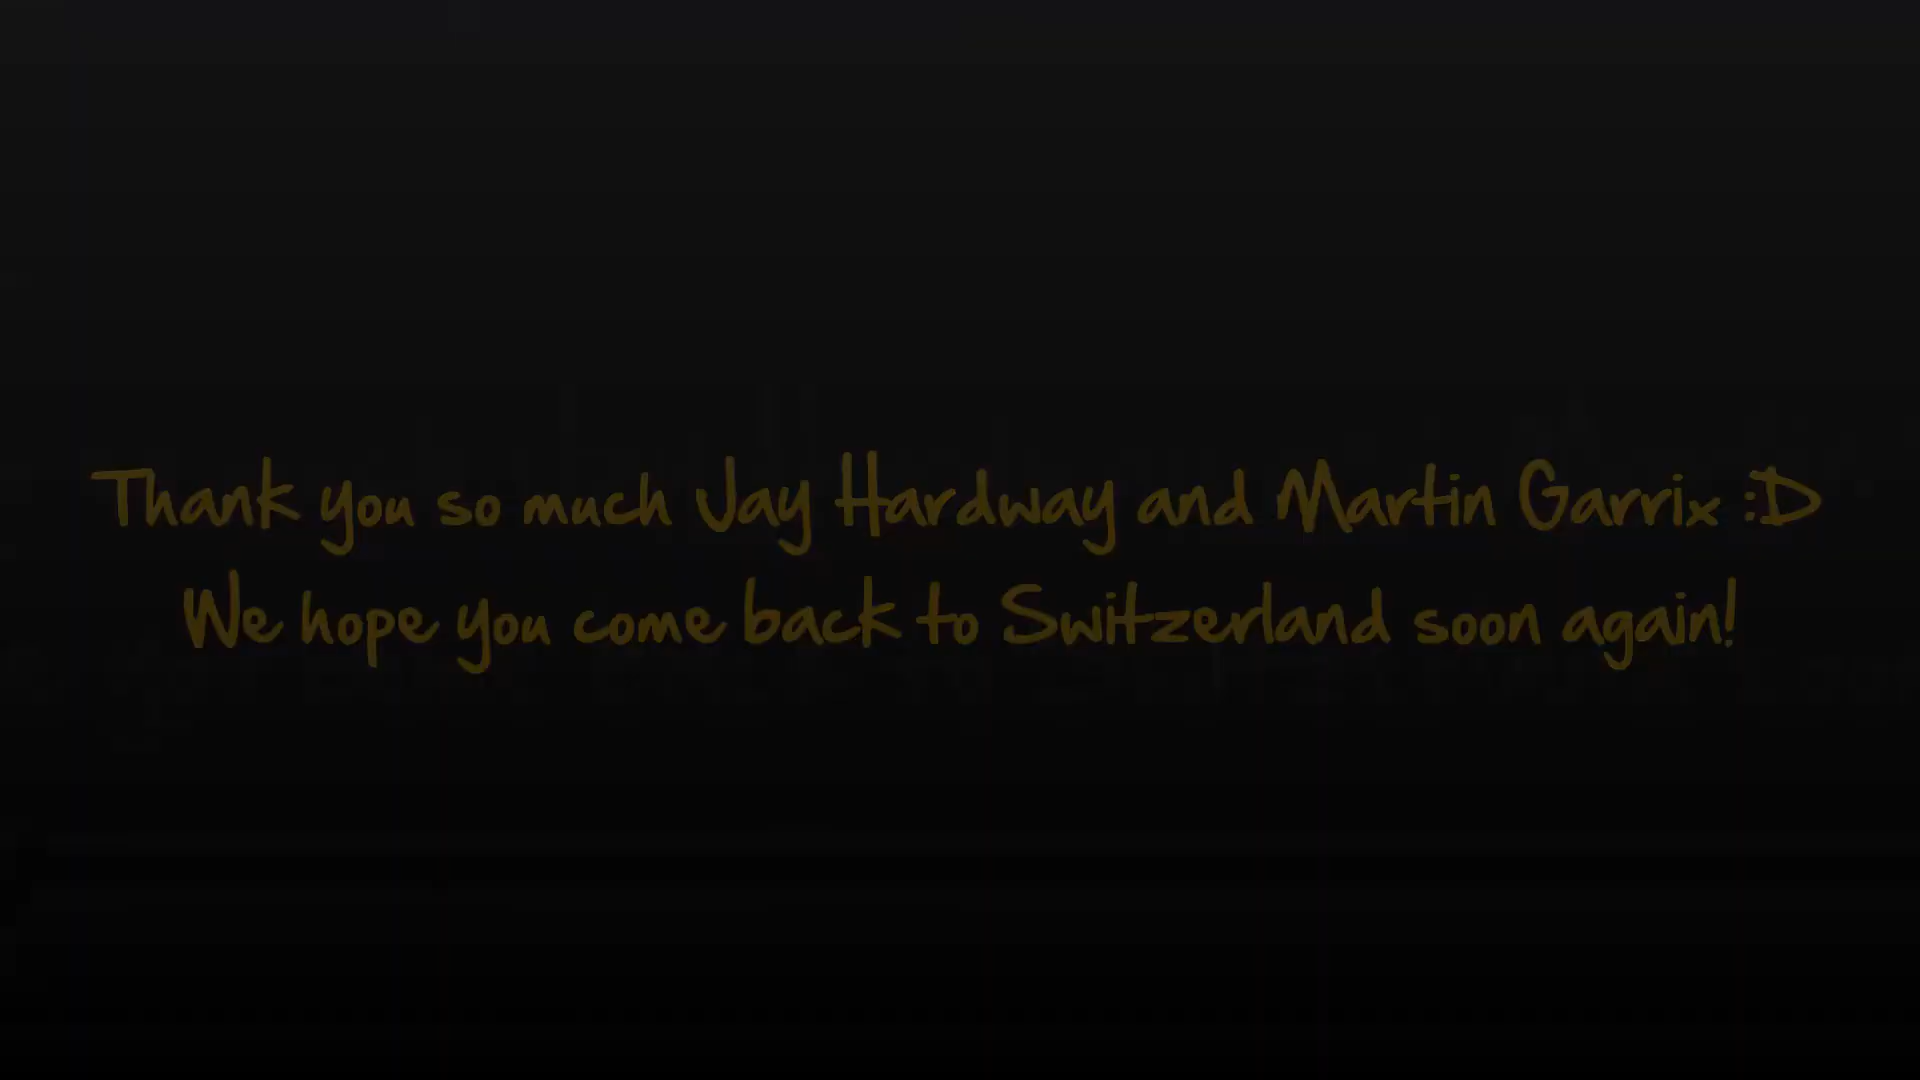 Thank you so much Jay Hardway and Martin Garrix :D
We hope you come back to Switzerland soon again!